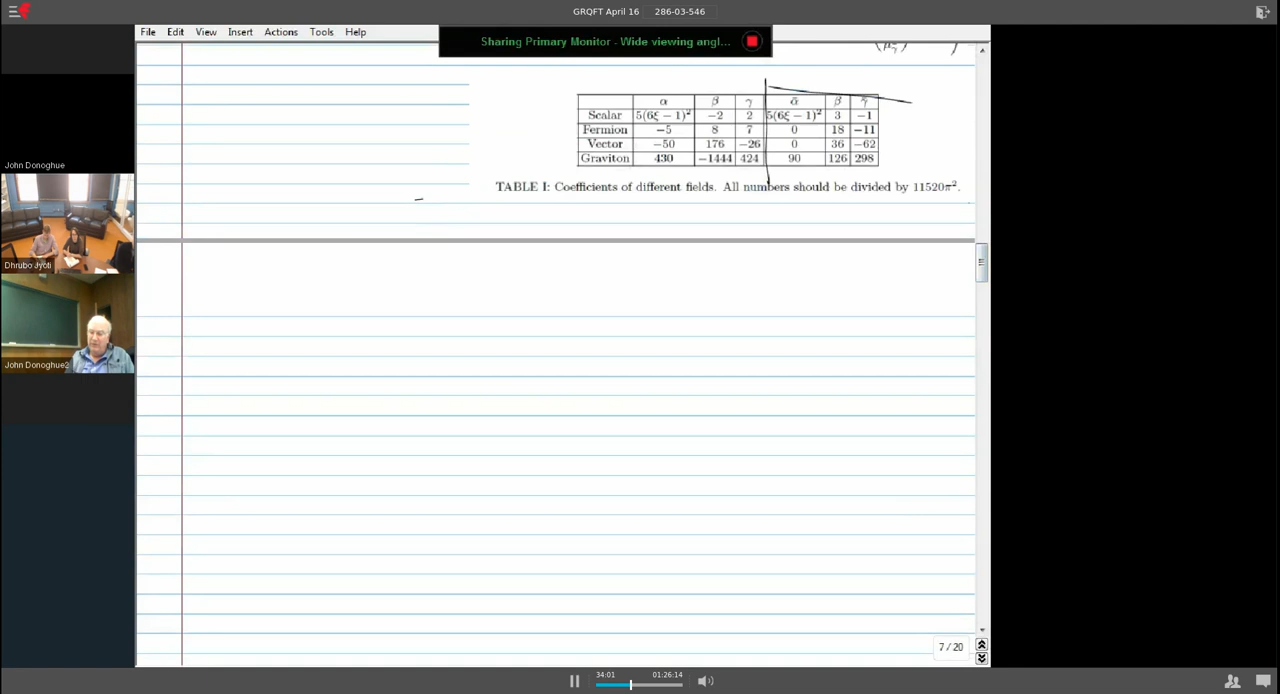 GRQFT April 16 286-03-546
File Edit View Insert Actions Tools Help
Sharing Primary Monitor - Wide viewing angl...
α β γ ᾱ β̄ γ̄
Scalar 5(6ξ − 1)² −2 2 5(6ξ − 1)² 3 −1
Fermion −5 8 7 0 18 −11
Vector −50 176 −26 0 36 −62
Graviton 430 −1444 424 90 126 298
TABLE I: Coefficients of different fields. All numbers should be divided by 11520π².
John Donoghue
Dhrubo Jyoti
John Donoghue2
7 / 20
34:01 01:26:14